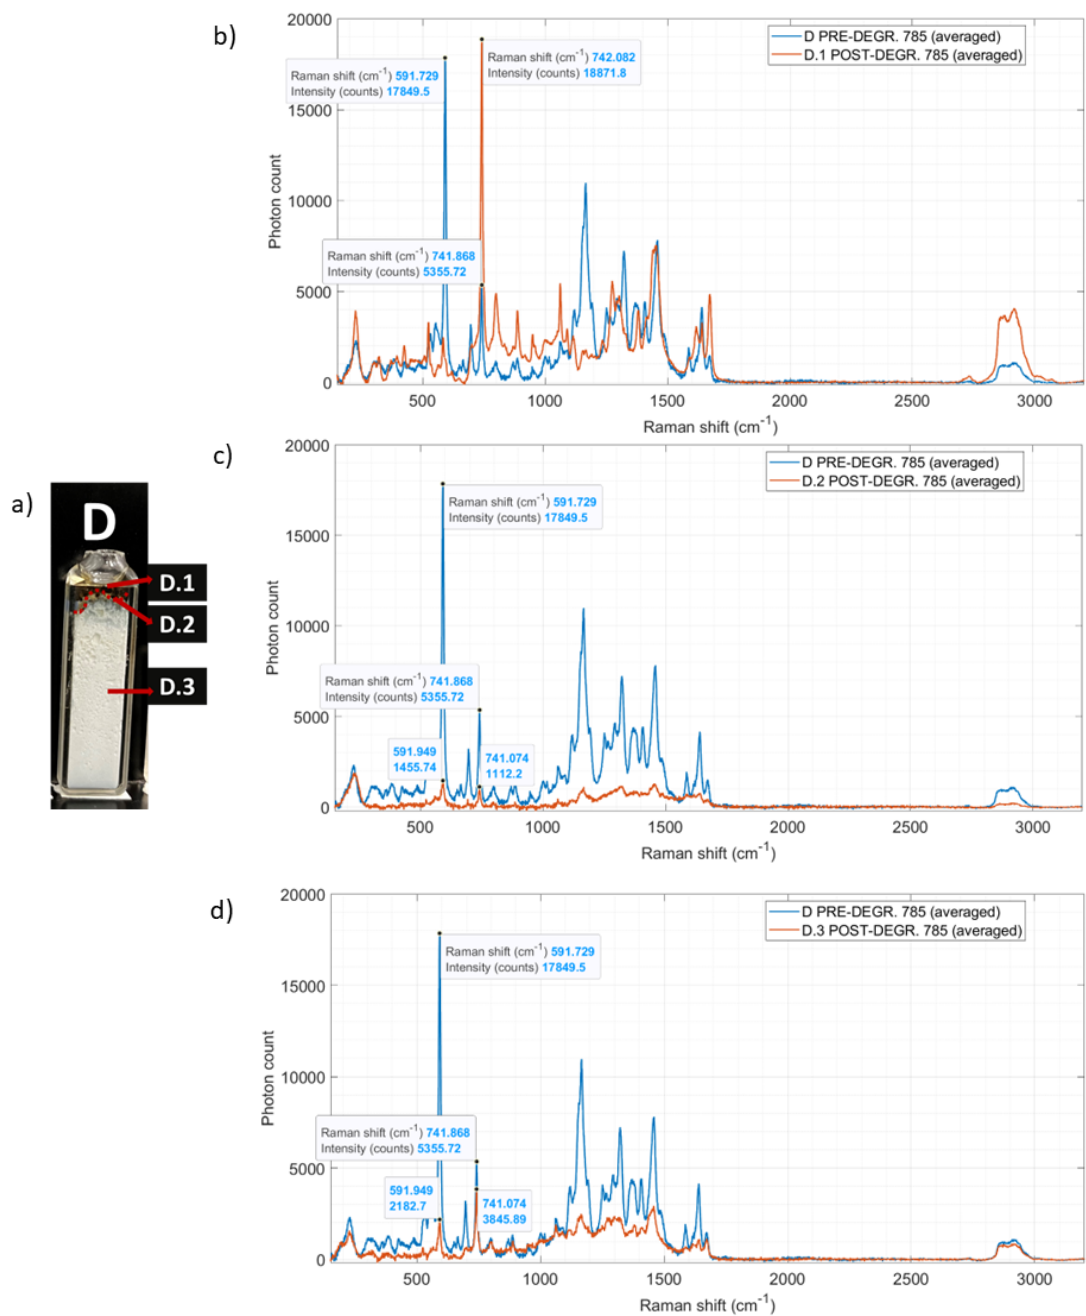 b)
20000
15000
10000
5000
0
Photon count
D PRE-DEGR. 785 (averaged)
D.1 POST-DEGR. 785 (averaged)
Raman shift (cm-1) 591.729
Intensity (counts) 17849.5
Raman shift (cm-1) 742.082
Intensity (counts) 18871.8
Raman shift (cm-1) 741.868
Intensity (counts) 5355.72
500 1000 1500 2000 2500 3000
Raman shift (cm-1)
a)
D
D.1
D.2
D.3
c)
20000
15000
10000
5000
0
Photon count
D PRE-DEGR. 785 (averaged)
D.2 POST-DEGR. 785 (averaged)
Raman shift (cm-1) 591.729
Intensity (counts) 17849.5
Raman shift (cm-1) 741.868
Intensity (counts) 5355.72
591.949
1455.74
741.074
1112.2
500 1000 1500 2000 2500 3000
Raman shift (cm-1)
d)
20000
15000
10000
5000
0
Photon count
D PRE-DEGR. 785 (averaged)
D.3 POST-DEGR. 785 (averaged)
Raman shift (cm-1) 591.729
Intensity (counts) 17849.5
Raman shift (cm-1) 741.868
Intensity (counts) 5355.72
591.949
2182.7
741.074
3845.89
500 1000 1500 2000 2500 3000
Raman shift (cm-1)